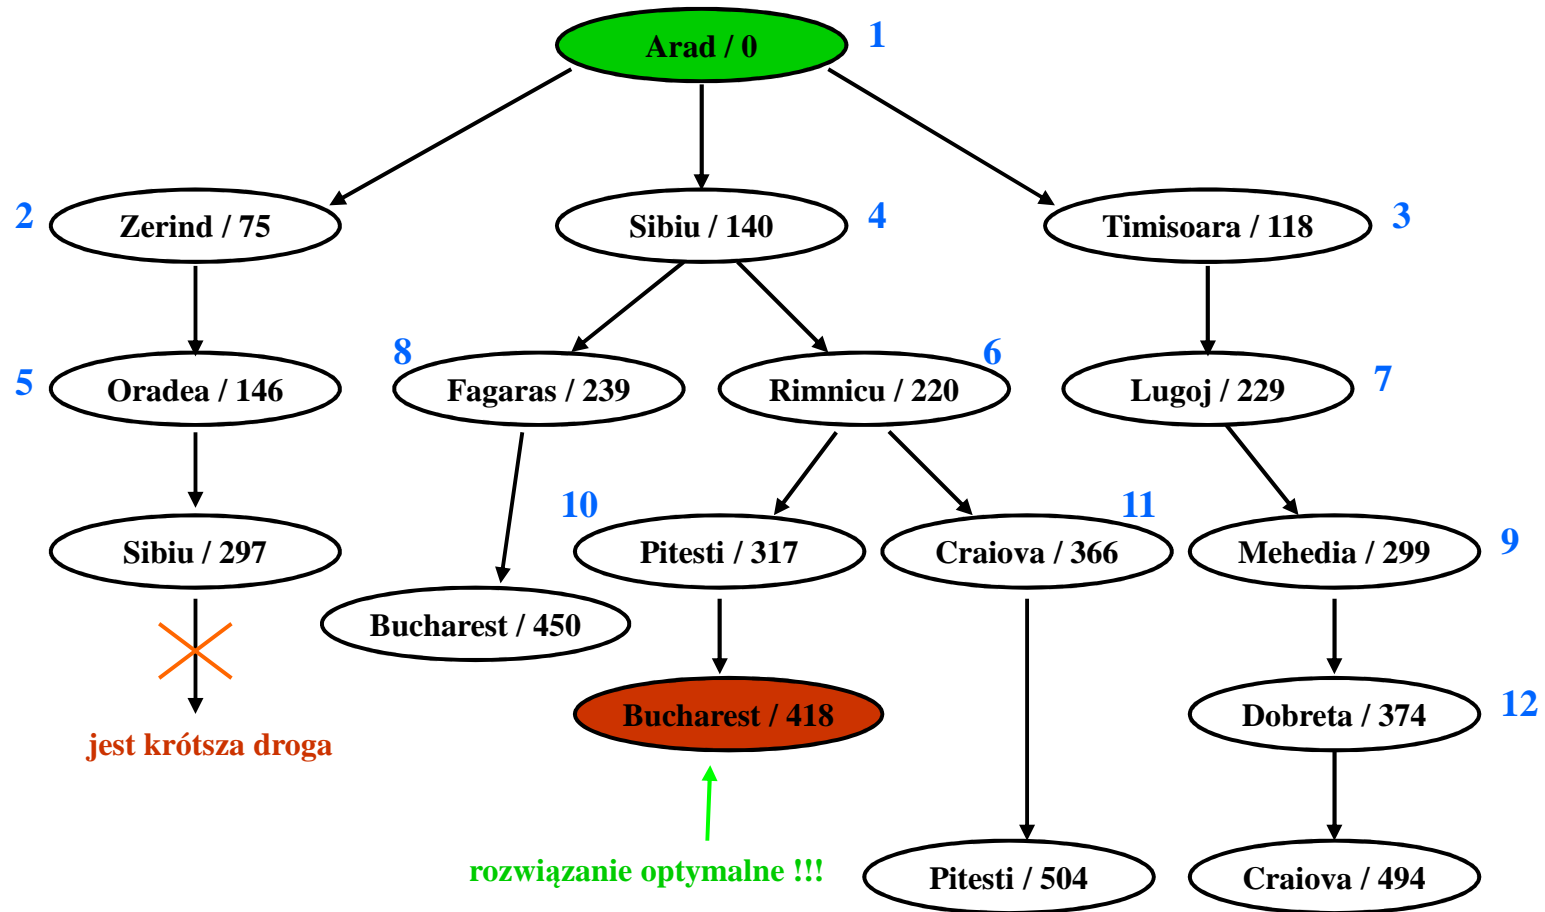 Arad / 0 1
2 Zerind / 75 Sibiu / 140 4 Timisoara / 118 3
5 Oradea / 146 8 Fagaras / 239 Rimnicu / 220 6 Lugoj / 229 7
Sibiu / 297 10 Pitesti / 317 Craiova / 366 11 Mehedia / 299 9
Bucharest / 450
Bucharest / 418 Dobreta / 374 12
jest krótsza droga
rozwiązanie optymalne !!! Pitesti / 504 Craiova / 494